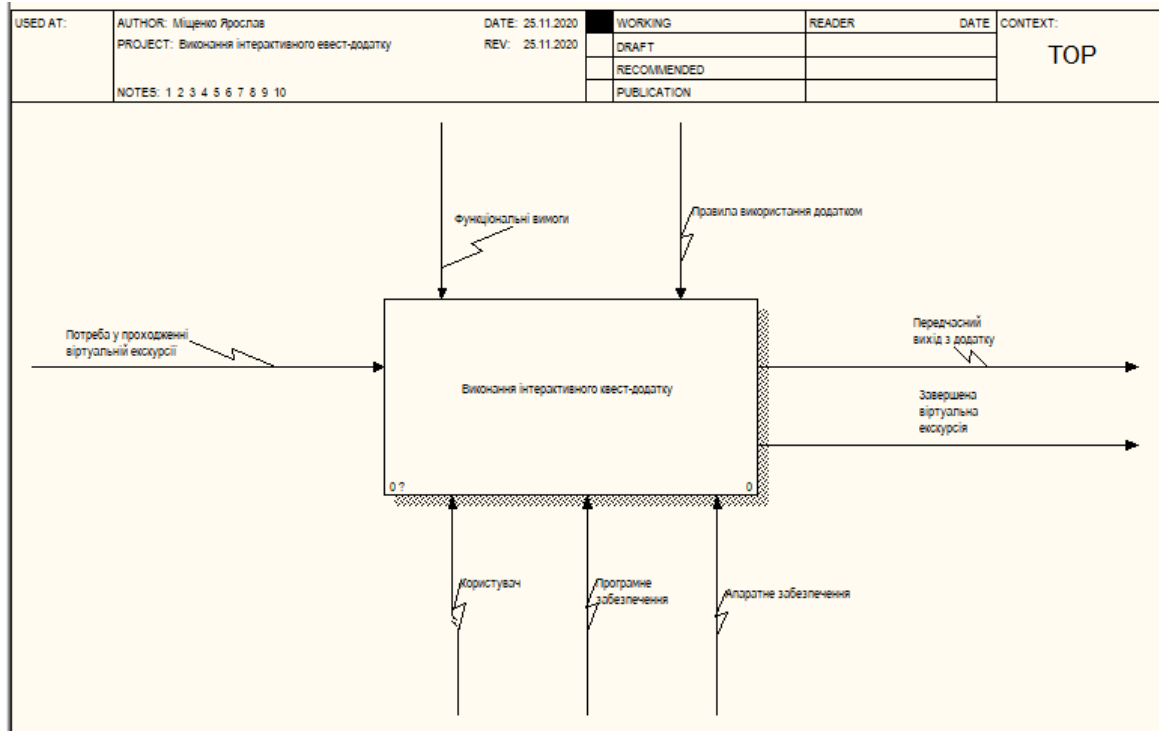 USED AT:
AUTHOR: Міщенко Ярослав
DATE: 25.11.2020
WORKING
READER
DATE
CONTEXT:
PROJECT: Виконання інтерактивного евест-додатку
REV: 25.11.2020
DRAFT
TOP
RECOMMENDED
NOTES: 1 2 3 4 5 6 7 8 9 10
PUBLICATION
Функціональні вимоги
Правила використання додатком
Потреба у проходженні
віртуальній екскурсії
Передчасний
вихід з додатку
Виконання інтерактивного квест-додатку
Завершена
віртуальна
екскурсія
0 ?
0
Користувач
Програмне
забезпечення
Апаратне забезпечення